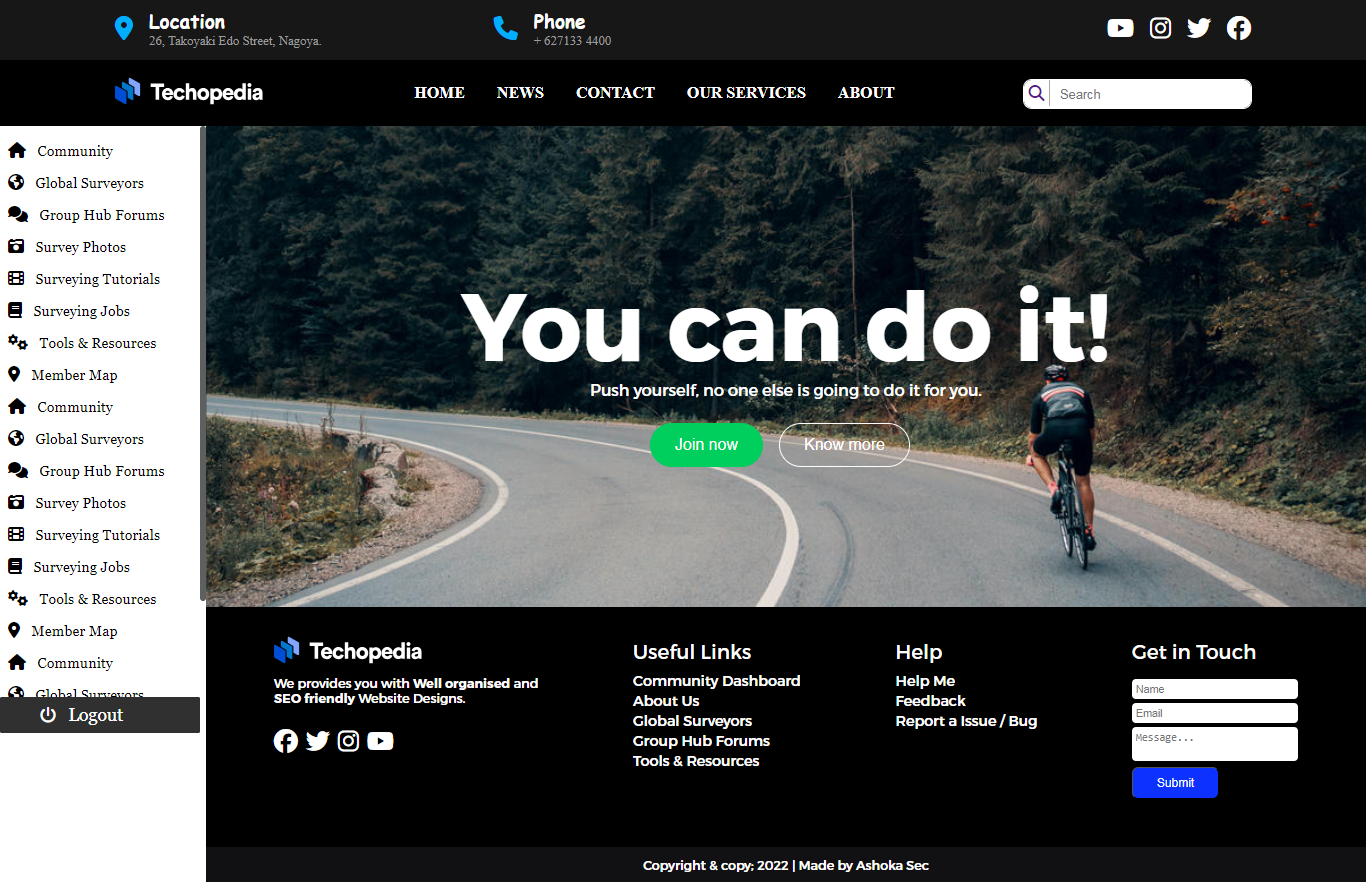 Location
26, Takoyaki Edo Street, Nagoya.
Phone
+ 627133 4400
Techopedia
HOME NEWS CONTACT OUR SERVICES ABOUT
Search
Community
Global Surveyors
Group Hub Forums
Survey Photos
Surveying Tutorials
Surveying Jobs
Tools & Resources
Member Map
Community
Global Surveyors
Group Hub Forums
Survey Photos
Surveying Tutorials
Surveying Jobs
Tools & Resources
Member Map
Community
Global Surveyors
Logout
You can do it!
Push yourself, no one else is going to do it for you.
Join now
Know more
Techopedia
We provides you with Well organised and
SEO friendly Website Designs.
Useful Links
Community Dashboard
About Us
Global Surveyors
Group Hub Forums
Tools & Resources
Help
Help Me
Feedback
Report a Issue / Bug
Get in Touch
Name
Email
Message...
Submit
Copyright & copy; 2022 | Made by Ashoka Sec